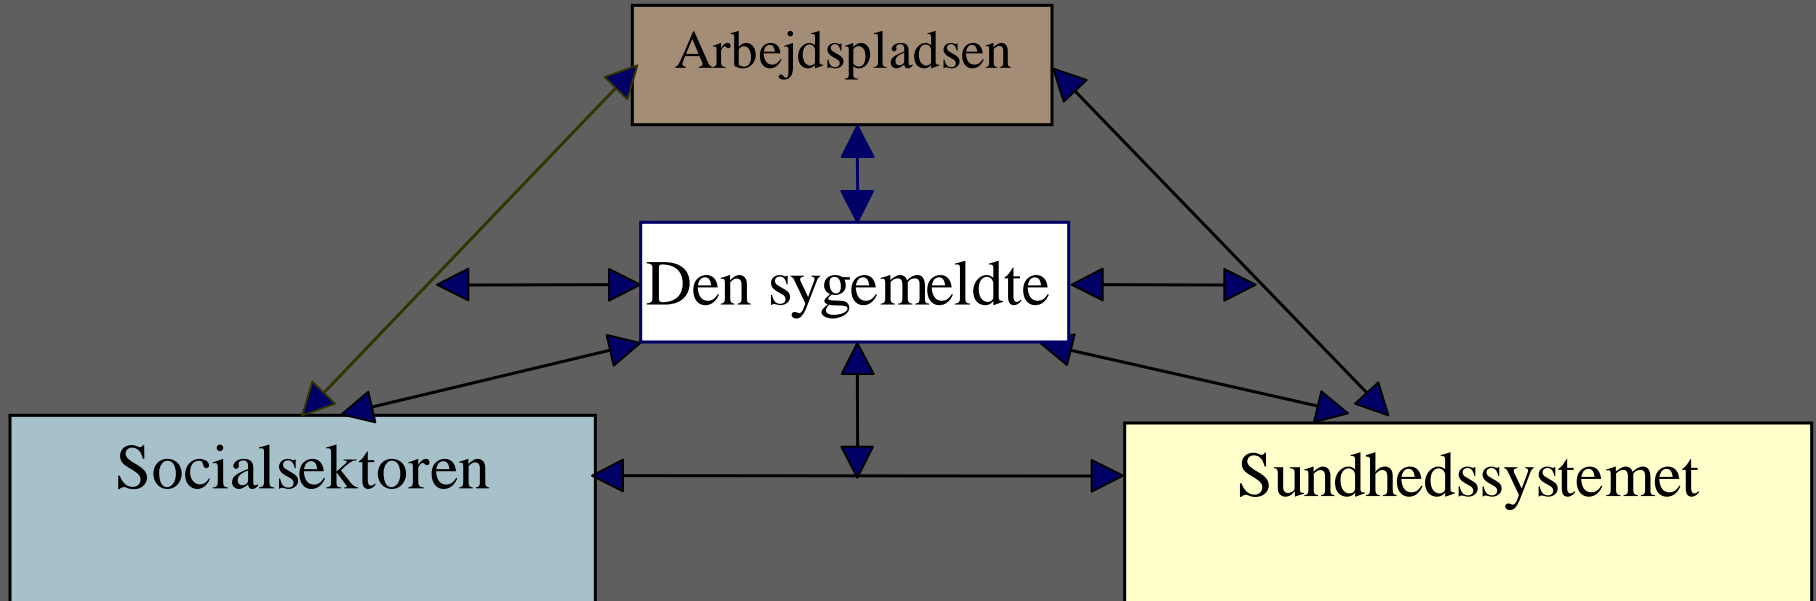 Arbejdspladsen
Den sygemeldte
Socialsektoren
Sundhedssystemet